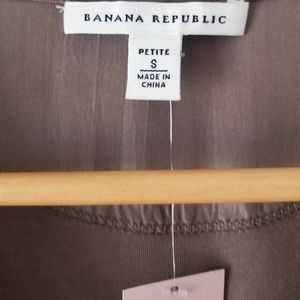 BANANA REPUBLIC
PETITE
S
MADE IN
CHINA